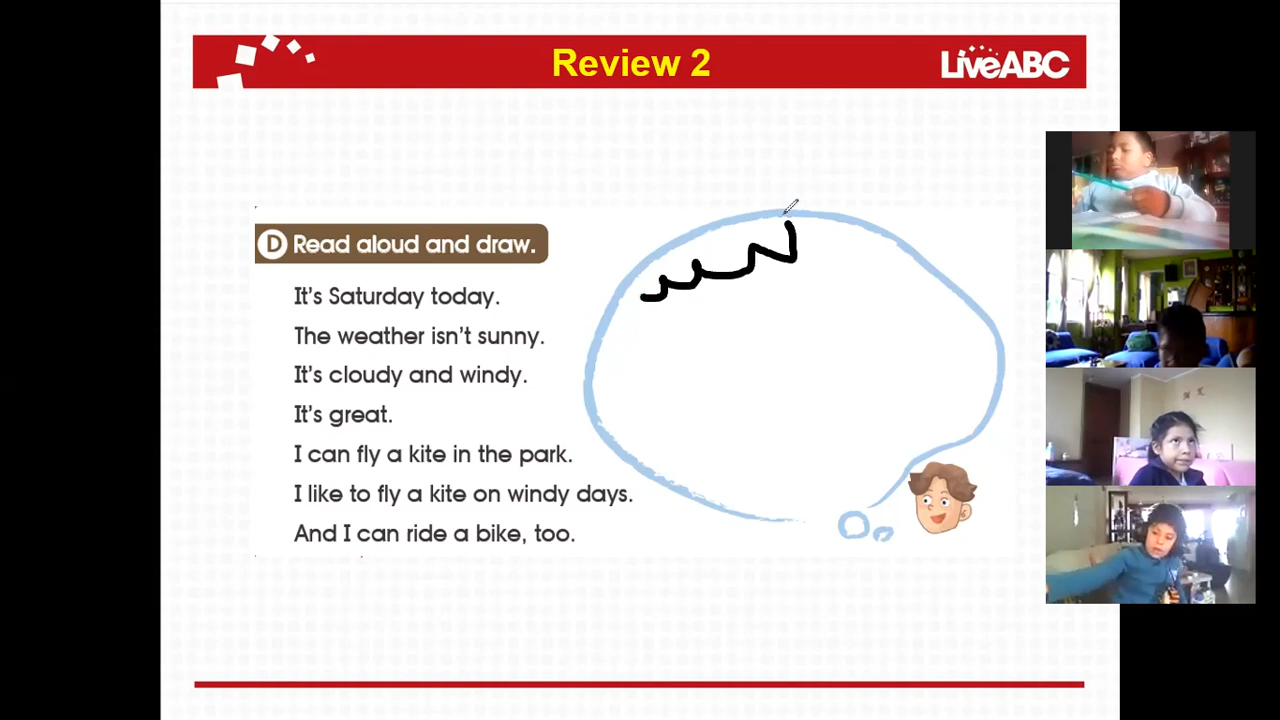 Review 2
LiveABC
D Read aloud and draw.
It's Saturday today.
The weather isn't sunny.
It's cloudy and windy.
It's great.
I can fly a kite in the park.
I like to fly a kite on windy days.
And I can ride a bike, too.